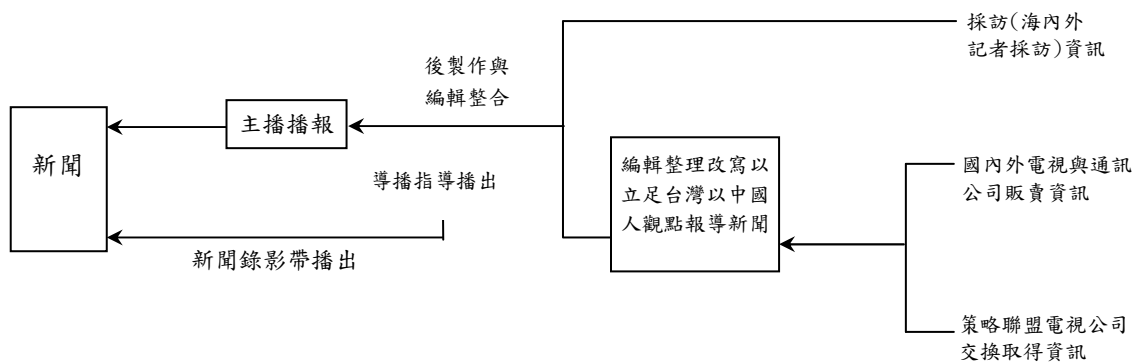 採訪(海內外
記者採訪)資訊
後製作與
編輯整合
主播播報
新聞
編輯整理改寫以
立足台灣以中國
人觀點報導新聞
國內外電視與通訊
公司販賣資訊
導播指導播出
新聞錄影帶播出
策略聯盟電視公司
交換取得資訊